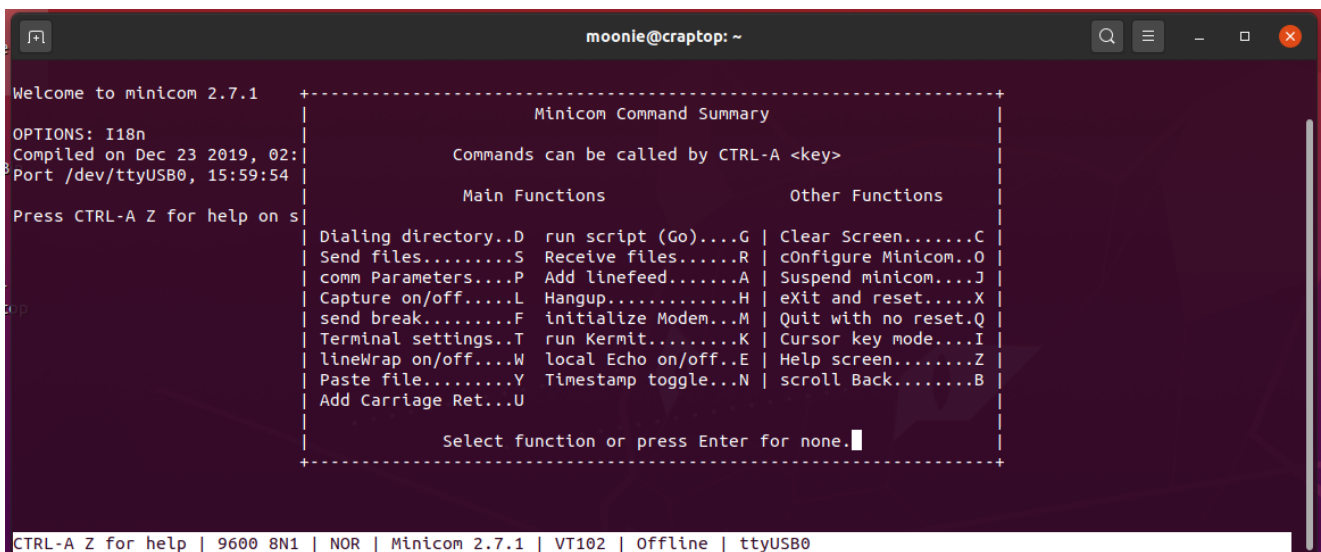 moonie@craptop: ~
Welcome to minicom 2.7.1
OPTIONS: I18n
Compiled on Dec 23 2019, 02:
Port /dev/ttyUSB0, 15:59:54
Press CTRL-A Z for help on s
Minicom Command Summary
Commands can be called by CTRL-A <key>
Main Functions Other Functions
Dialing directory..D run script (Go)....G | Clear Screen.......C
Send files.........S Receive files......R | cOnfigure Minicom..O
comm Parameters....P Add linefeed.......A | Suspend minicom....J
Capture on/off.....L Hangup.............H | eXit and reset.....X
send break.........F initialize Modem...M | Quit with no reset.Q
Terminal settings..T run Kermit.........K | Cursor key mode....I
lineWrap on/off....W local Echo on/off..E | Help screen........Z
Paste file.........Y Timestamp toggle...N | scroll Back........B
Add Carriage Ret...U
Select function or press Enter for none.
CTRL-A Z for help | 9600 8N1 | NOR | Minicom 2.7.1 | VT102 | Offline | ttyUSB0